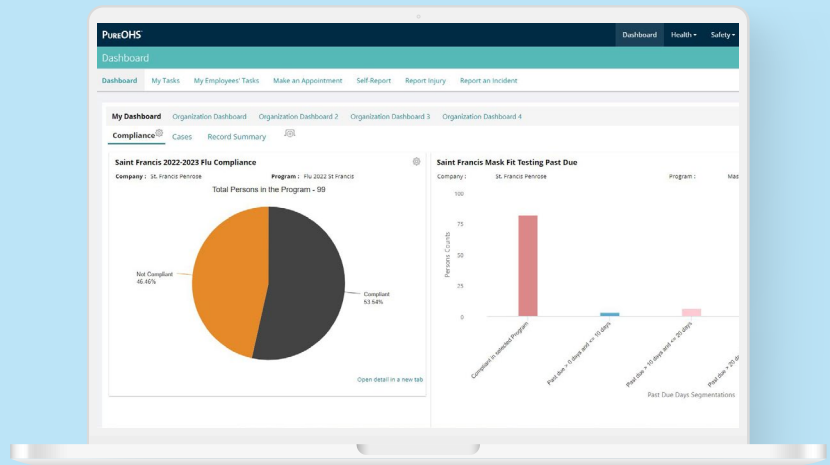 PUREOHS
Dashboard Health Safety
Dashboard
Dashboard My Tasks My Employees' Tasks Make an Appointment Self-Report Report Injury Report an Incident
My Dashboard Organization Dashboard Organization Dashboard 2 Organization Dashboard 3 Organization Dashboard 4
Compliance Cases Record Summary
Saint Francis 2022-2023 Flu Compliance
Company : St. Francis Penrose Program : Flu 2022 St Francis
Total Persons in the Program - 99
Not Compliant
46.46%
Compliant
53.54%
Open detail in a new tab
Saint Francis Mask Fit Testing Past Due
Company : St. Francis Penrose Program : Mas
100
75
50
25
0
Persons Counts
Compliant in selected Program
Past due > 0 days and <= 10 days
Past due > 10 days and <= 20 days
Past due > 20 d
Past Due Days Segmentations